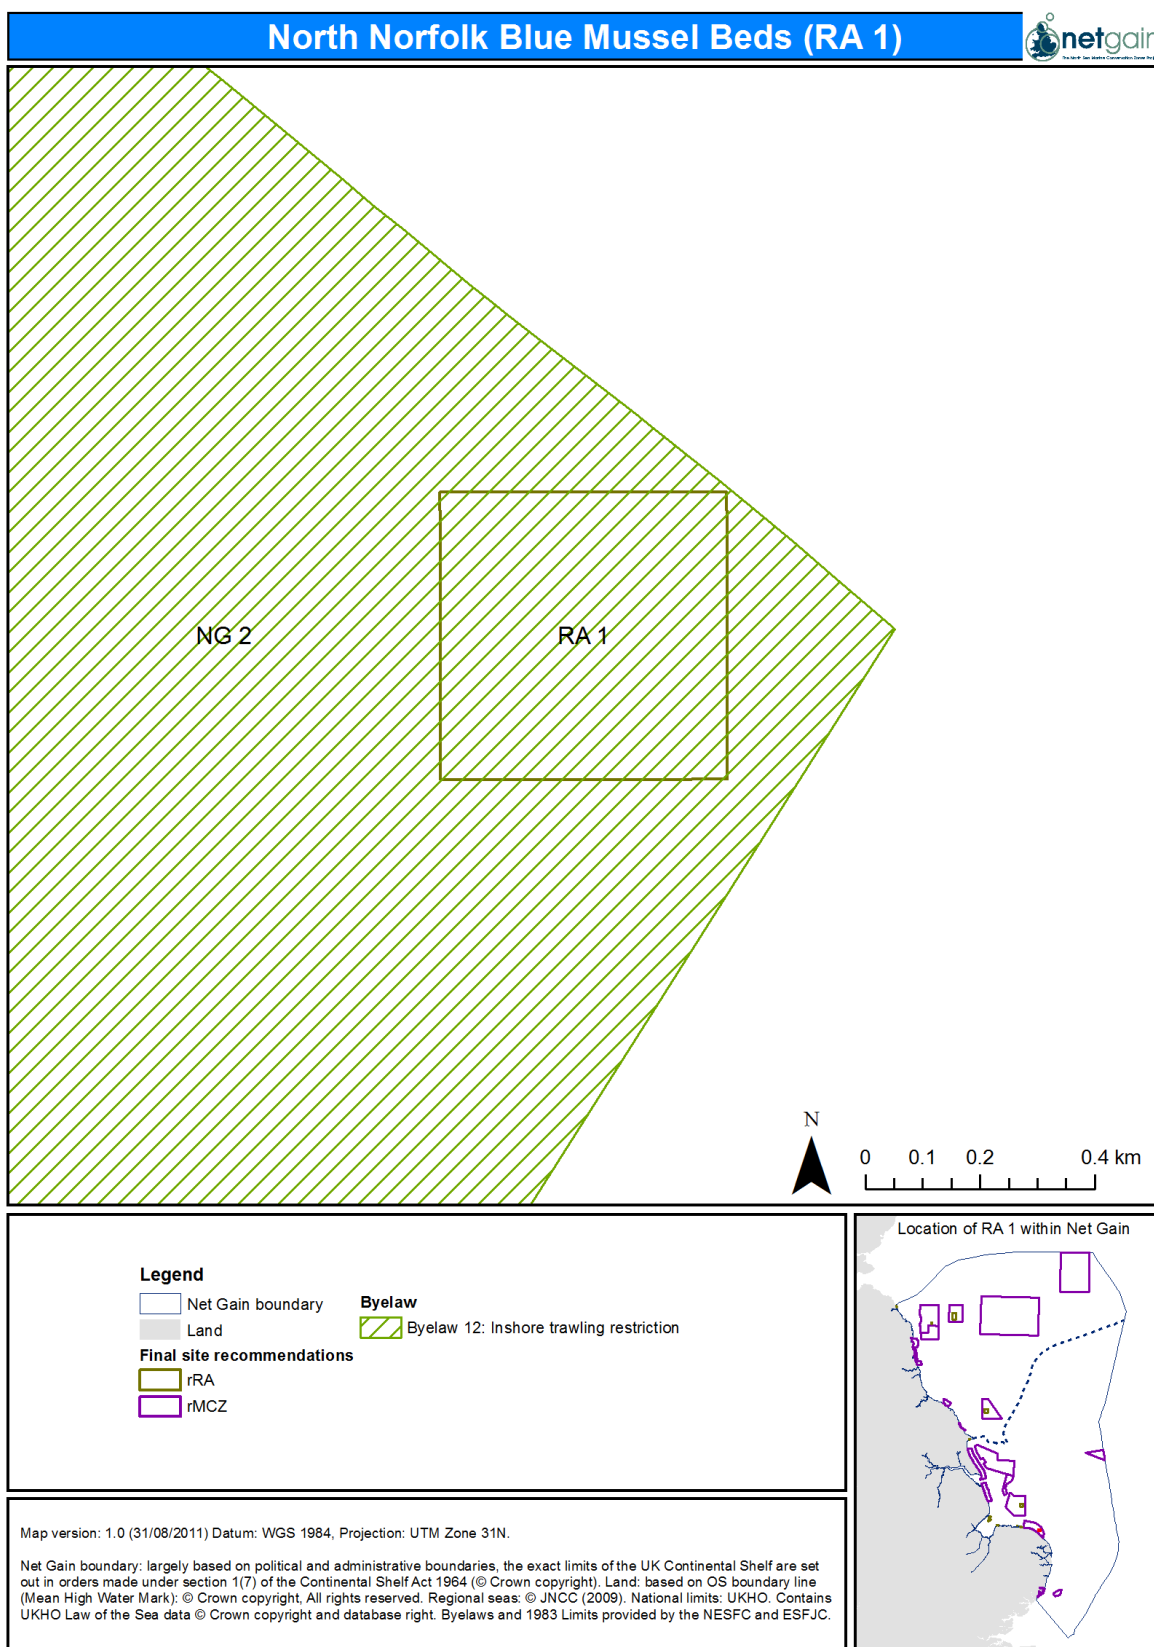 North Norfolk Blue Mussel Beds (RA 1)
netgain
The North Sea Marine Conservation Zones Proj
NG 2
RA 1
N
0 0.1 0.2 0.4 km
Legend
Net Gain boundary
Land
Final site recommendations
rRA
rMCZ
Byelaw
Byelaw 12: Inshore trawling restriction
Location of RA 1 within Net Gain
Map version: 1.0 (31/08/2011) Datum: WGS 1984, Projection: UTM Zone 31N.
Net Gain boundary: largely based on political and administrative boundaries, the exact limits of the UK Continental Shelf are set
out in orders made under section 1(7) of the Continental Shelf Act 1964 (© Crown copyright). Land: based on OS boundary line
(Mean High Water Mark): © Crown copyright, All rights reserved. Regional seas: © JNCC (2009). National limits: UKHO. Contains
UKHO Law of the Sea data © Crown copyright and database right. Byelaws and 1983 Limits provided by the NESFC and ESFJC.